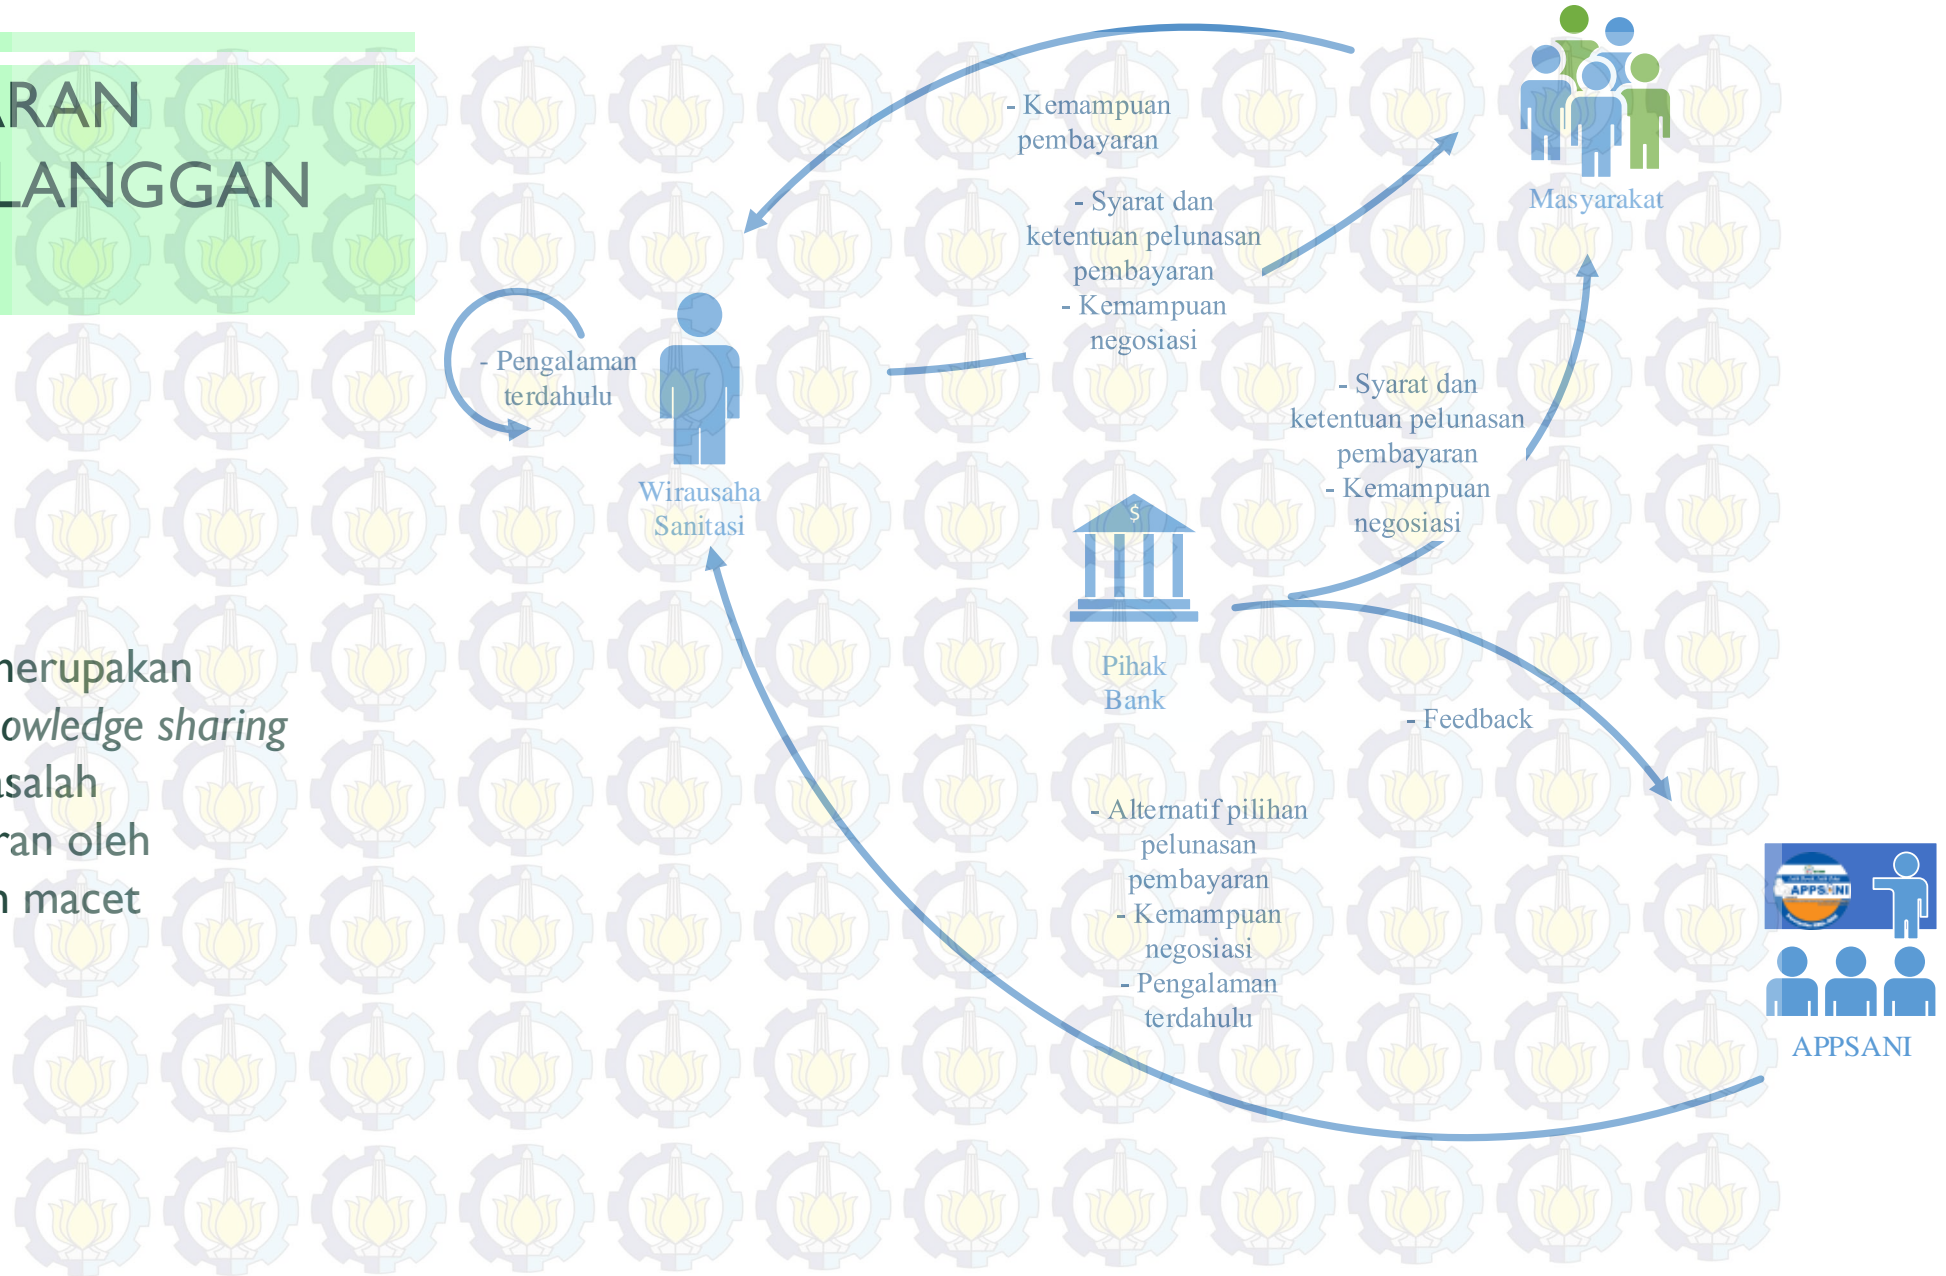 ARAN
LANGGAN
merupakan
owledge sharing
asalah
ran oleh
n macet
- Kemampuan
pembayaran
- Syarat dan
ketentuan pelunasan
pembayaran
- Kemampuan
negosiasi
Masyarakat
- Pengalaman
terdahulu
Wirausaha
Sanitasi
- Syarat dan
ketentuan pelunasan
pembayaran
- Kemampuan
negosiasi
$
Pihak
Bank
- Feedback
- Alternatif pilihan
pelunasan
pembayaran
- Kemampuan
negosiasi
- Pengalaman
terdahulu
APPSANI
APPSANI